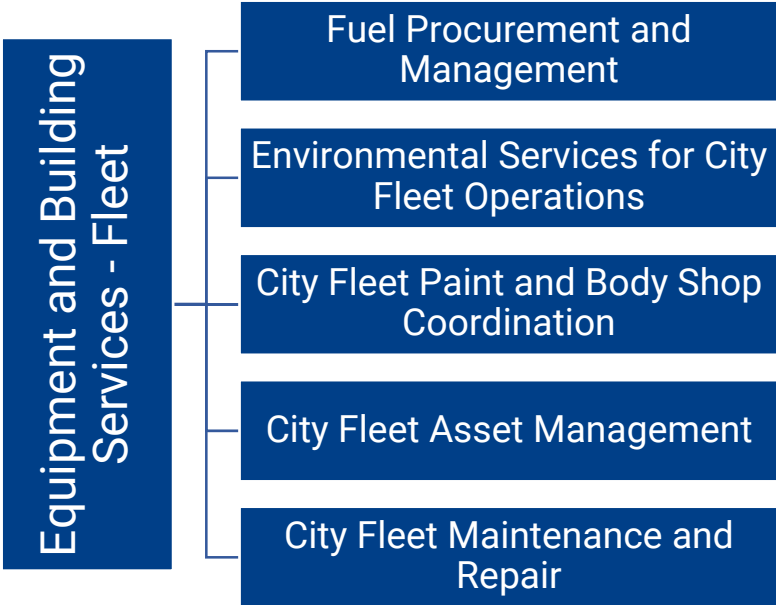 Equipment and Building
Services - Fleet
Fuel Procurement and
Management
Environmental Services for City
Fleet Operations
City Fleet Paint and Body Shop
Coordination
City Fleet Asset Management
City Fleet Maintenance and
Repair